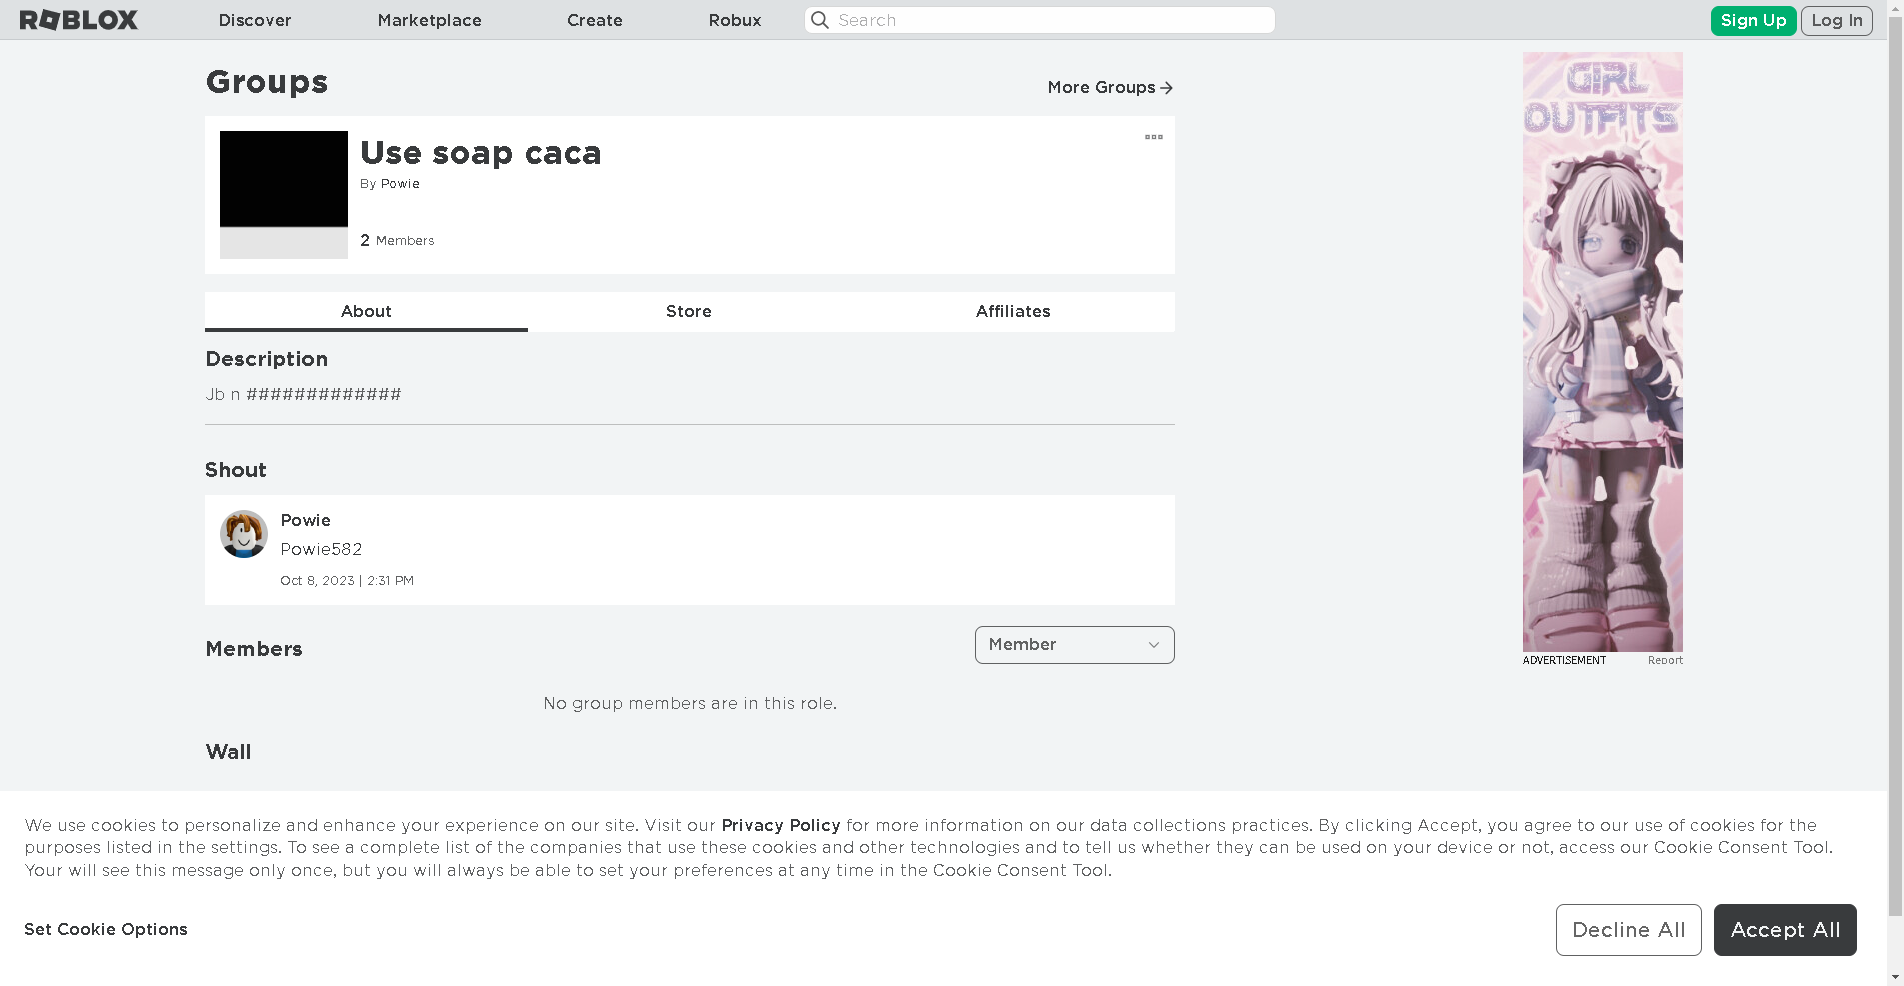 ROBLOX Discover Marketplace Create Robux Search Sign Up Log In
Groups
More Groups
Use soap caca
By Powie
2 Members
About Store Affiliates
Description
Jb n #############
Shout
Powie
Powie582
Oct 8, 2023 | 2:31 PM
Members
Member
No group members are in this role.
Wall
GIRL
OUTFITS
ADVERTISEMENT Report
We use cookies to personalize and enhance your experience on our site. Visit our Privacy Policy for more information on our data collections practices. By clicking Accept, you agree to our use of cookies for the
purposes listed in the settings. To see a complete list of the companies that use these cookies and other technologies and to tell us whether they can be used on your device or not, access our Cookie Consent Tool.
Your will see this message only once, but you will always be able to set your preferences at any time in the Cookie Consent Tool.
Set Cookie Options
Decline All
Accept All